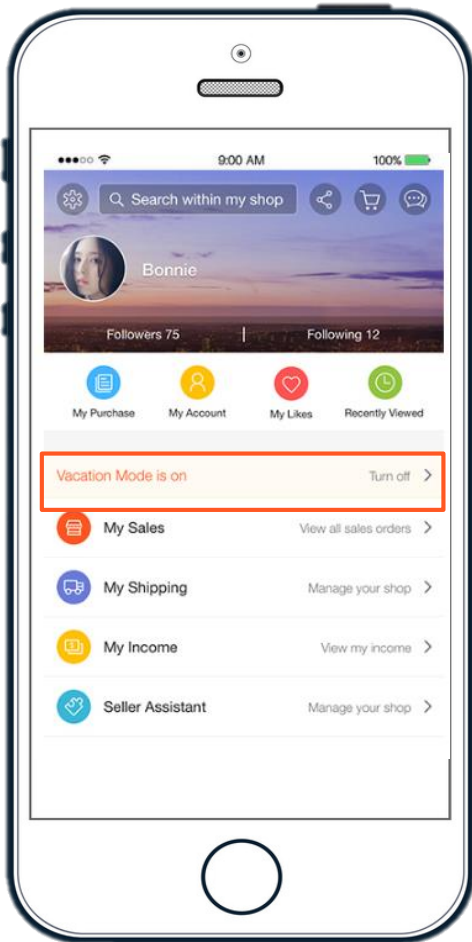 9:00 AM 100%
Search within my shop
Bonnie
Followers 75 Following 12
My Purchase My Account My Likes Recently Viewed
Vacation Mode is on Turn off
My Sales View all sales orders
My Shipping Manage your shop
My Income View my income
Seller Assistant Manage your shop